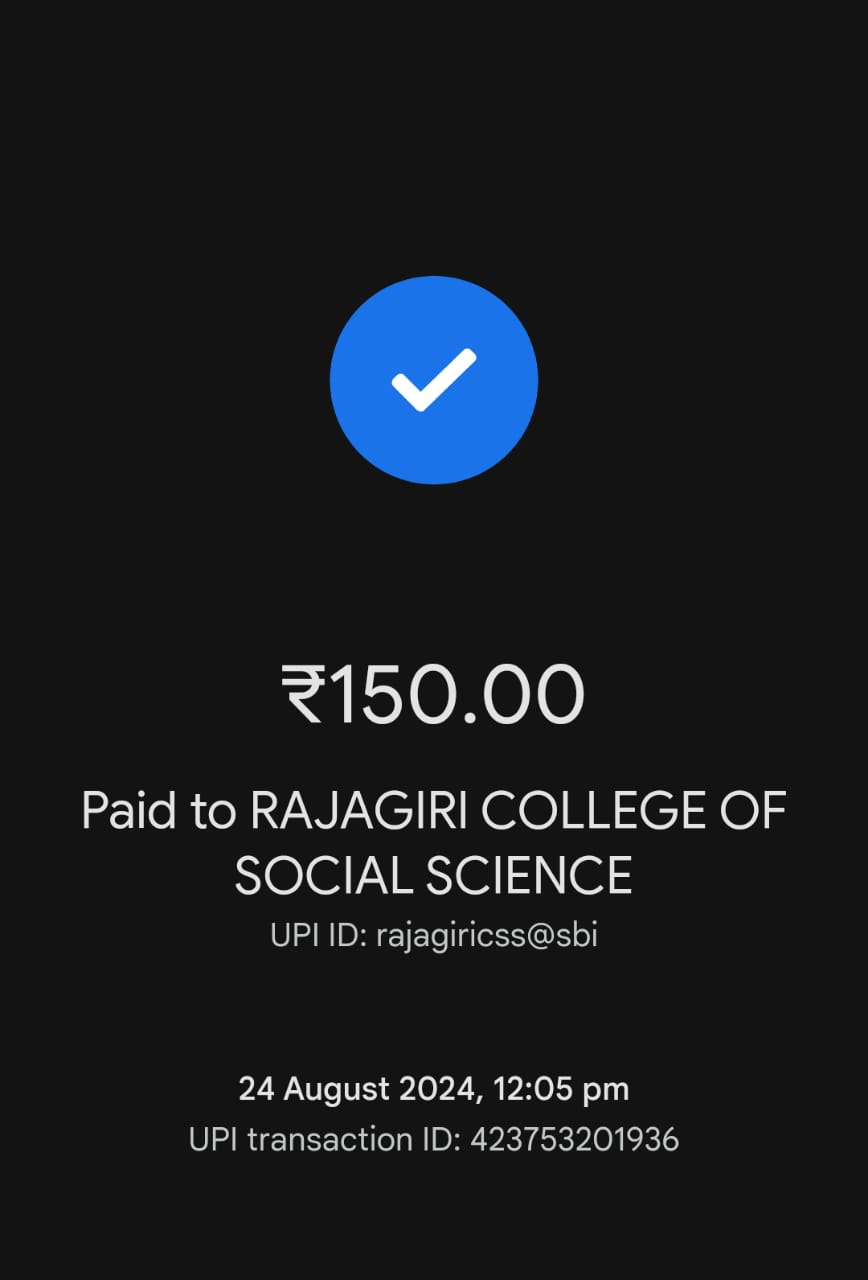 ₹150.00
Paid to RAJAGIRI COLLEGE OF
SOCIAL SCIENCE
UPI ID: rajagiricss@sbi
24 August 2024, 12:05 pm
UPI transaction ID: 423753201936